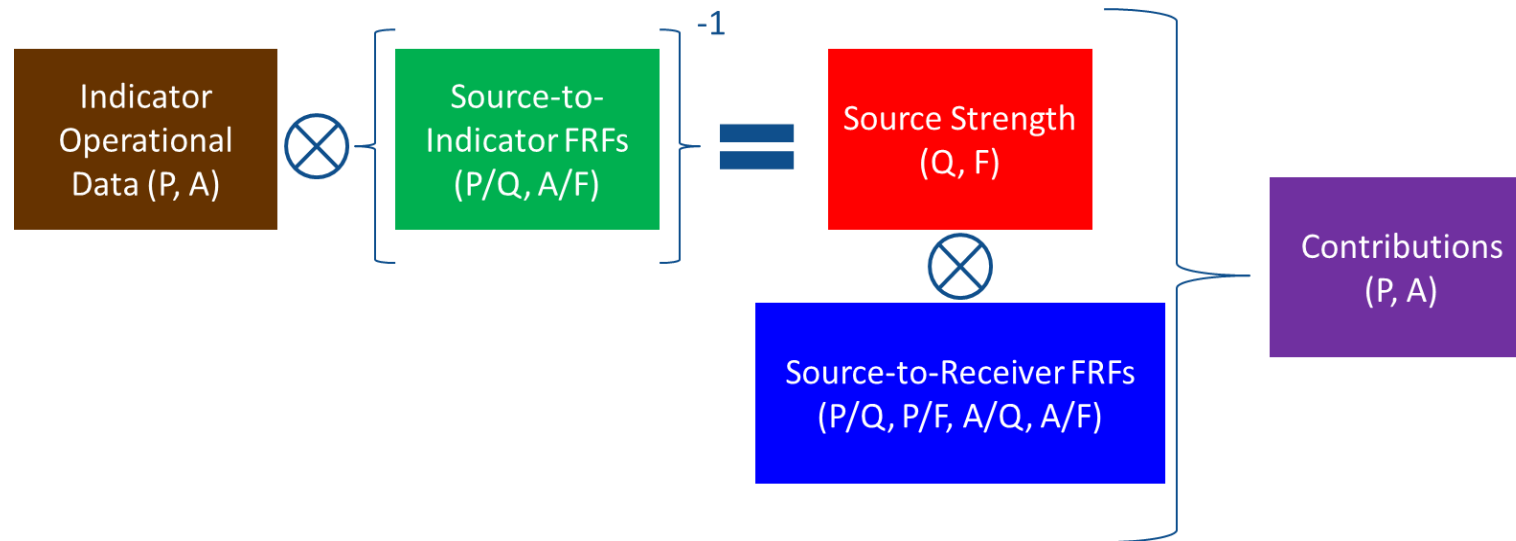 Indicator
Operational
Data (P, A)
Source-to-
Indicator FRFs
(P/Q, A/F)
-1
Source Strength
(Q, F)
Source-to-Receiver FRFs
(P/Q, P/F, A/Q, A/F)
Contributions
(P, A)